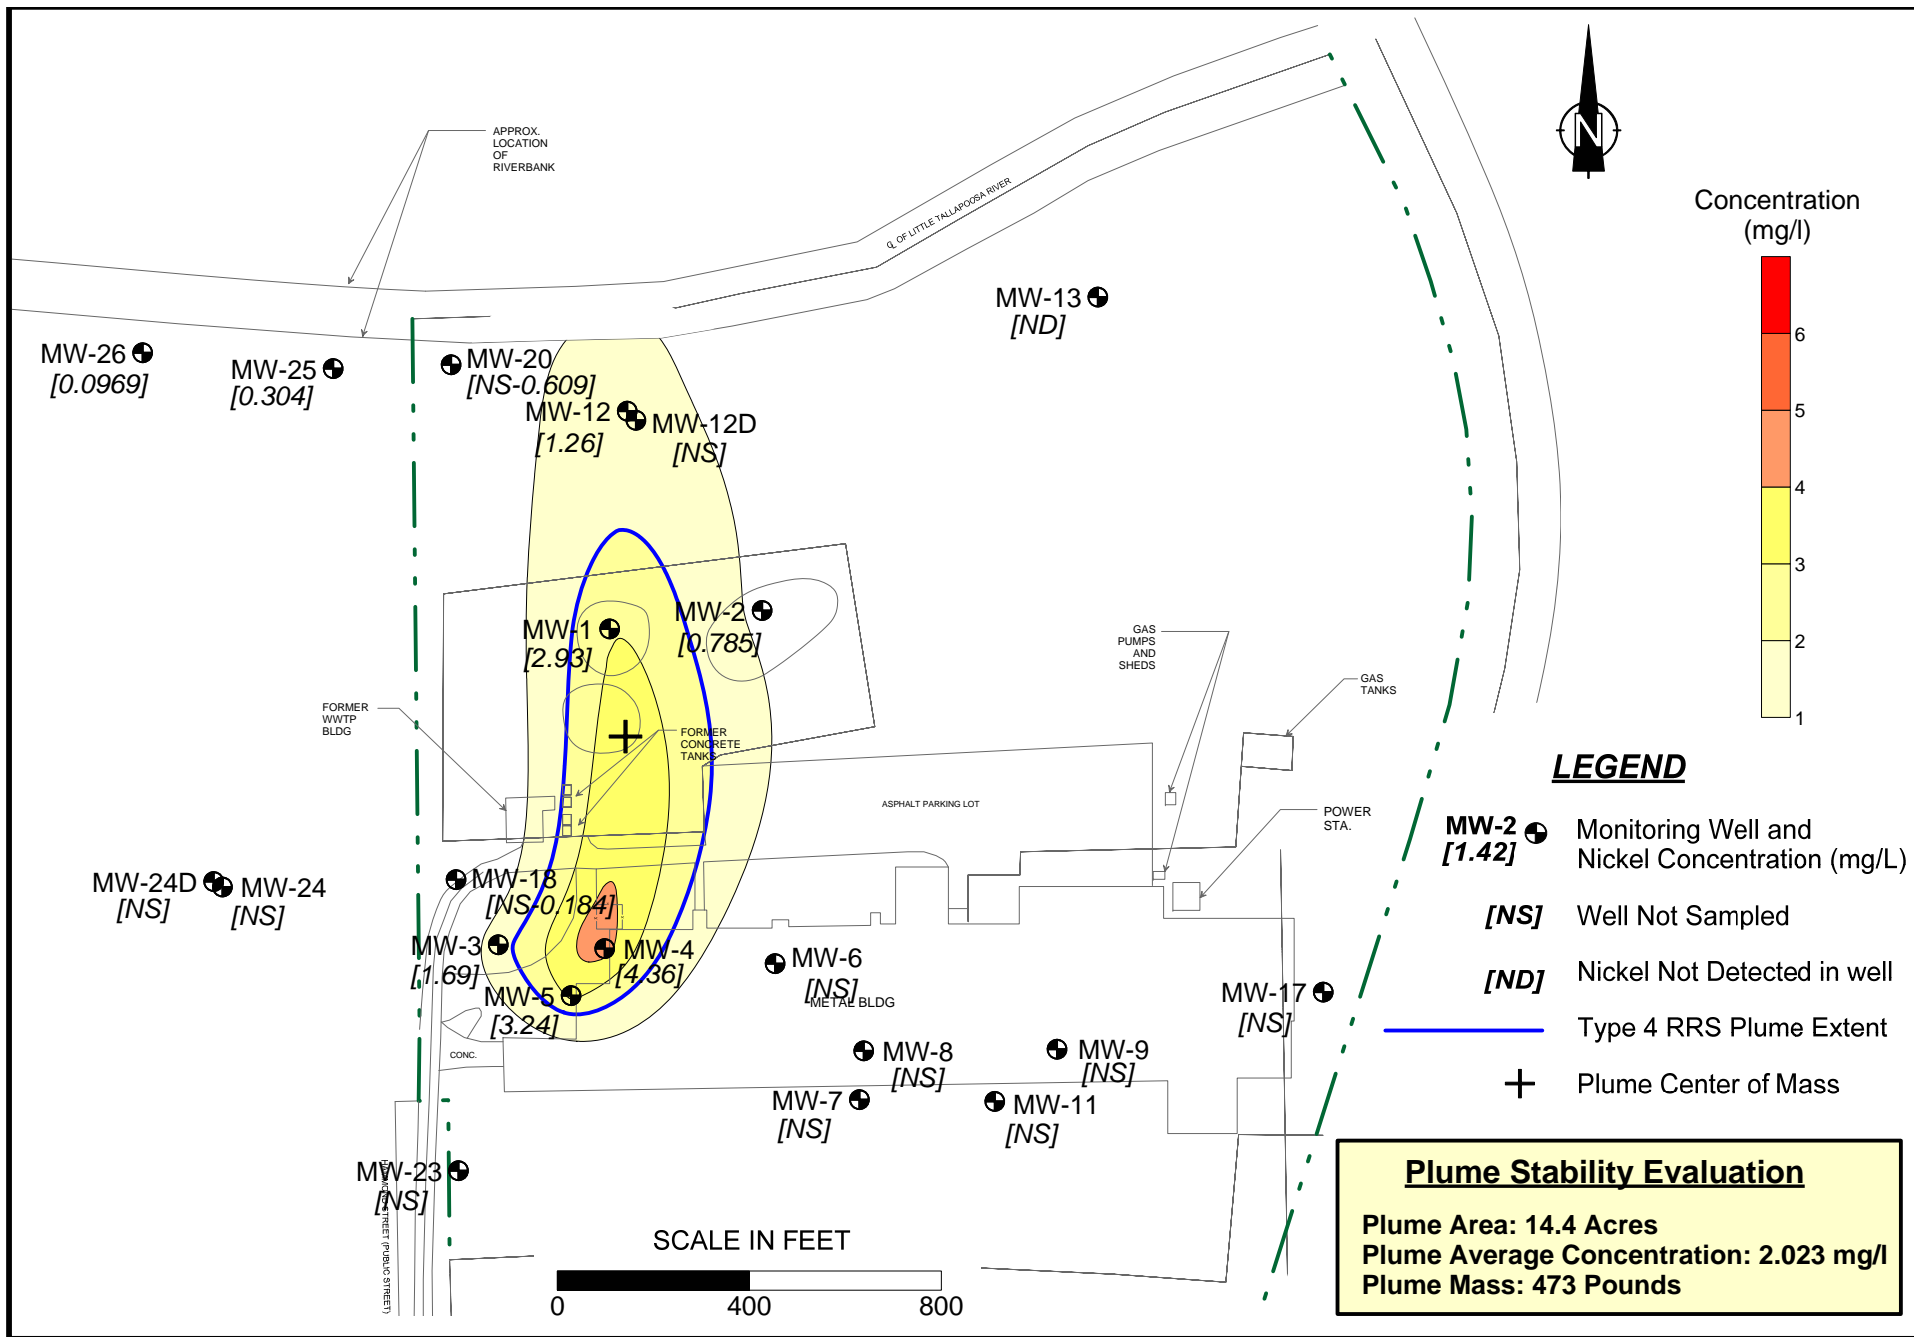 APPROX.
LOCATION
OF
RIVERBANK
℄ OF LITTLE TALLAPOOSA RIVER
MW-13
[ND]
MW-26
[0.0969]
MW-25
[0.304]
MW-20
[NS-0.609]
MW-12
[1.26]
MW-12D
[NS]
MW-1
[2.93]
MW-2
[0.785]
GAS
PUMPS
AND
SHEDS
GAS
TANKS
FORMER
WWTP
BLDG
FORMER
CONCRETE
TANKS
ASPHALT PARKING LOT
POWER
STA.
MW-24D
[NS]
MW-24
[NS]
MW-18
[NS-0.184]
MW-3
[1.69]
MW-4
[4.36]
MW-5
[3.24]
MW-6
[NS]
METAL BLDG
MW-17
[NS]
CONC.
MW-8
[NS]
MW-9
[NS]
MW-7
[NS]
MW-11
[NS]
MW-23
[NS]
HAMMOND STREET (PUBLIC STREET)
SCALE IN FEET
0 400 800
N
Concentration
(mg/l)
6
5
4
3
2
1
LEGEND
MW-2
[1.42]
Monitoring Well and
Nickel Concentration (mg/L)
[NS] Well Not Sampled
[ND] Nickel Not Detected in well
Type 4 RRS Plume Extent
Plume Center of Mass
Plume Stability Evaluation
Plume Area: 14.4 Acres
Plume Average Concentration: 2.023 mg/l
Plume Mass: 473 Pounds